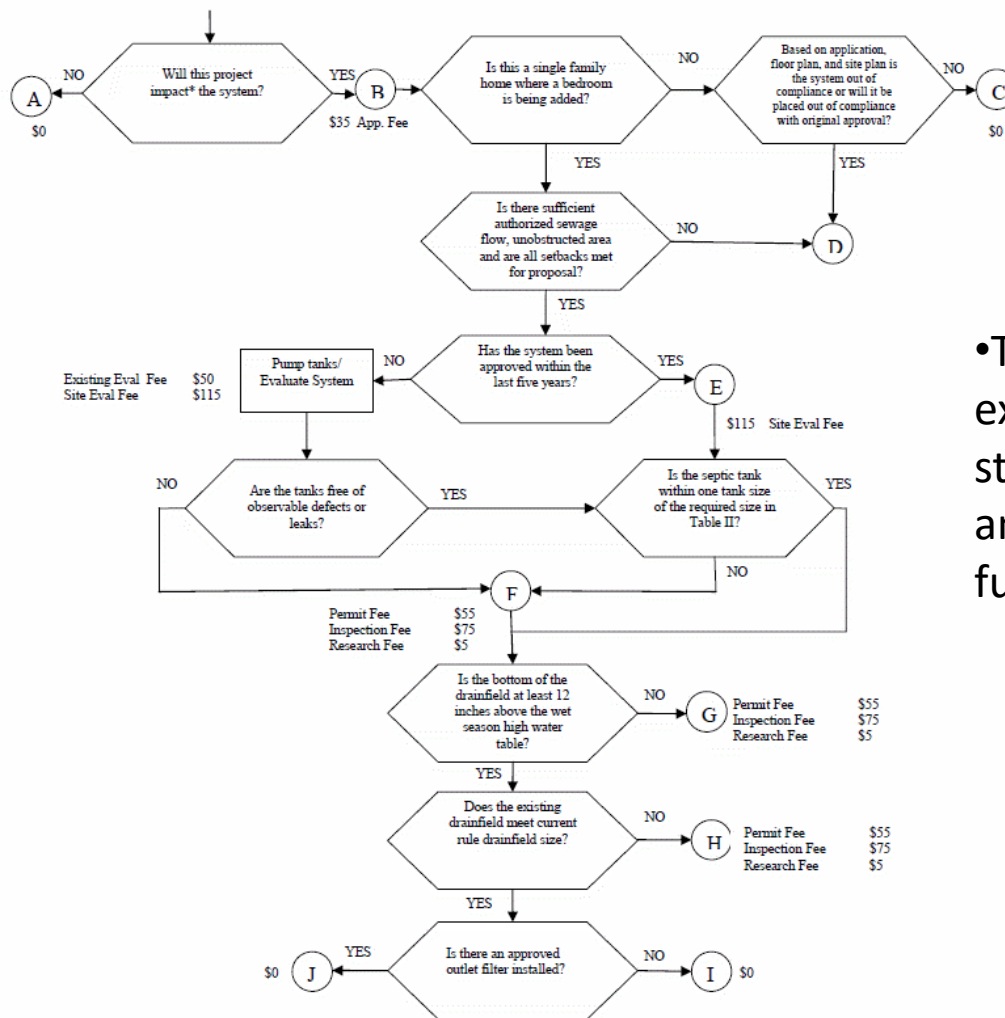 Will this project
impact* the system?
NO
A
$0
YES
B
$35 App. Fee
Is this a single family
home where a bedroom
is being added?
NO
Based on application,
floor plan, and site plan is
the system out of
compliance or will it be
placed out of compliance
with original approval?
NO
C
$0
YES
YES
Is there sufficient
authorized sewage
flow, unobstructed area
and are all setbacks met
for proposal?
NO
D
YES
Has the system been
approved within the
last five years?
NO
Pump tanks/
Evaluate System
Existing Eval Fee $50
Site Eval Fee $115
YES
E
$115 Site Eval Fee
Are the tanks free of
observable defects or
leaks?
NO
YES
Is the septic tank
within one tank size
of the required size in
Table II?
YES
NO
F
Permit Fee $55
Inspection Fee $75
Research Fee $5
Is the bottom of the
drainfield at least 12
inches above the wet
season high water
table?
NO
G
Permit Fee $55
Inspection Fee $75
Research Fee $5
YES
Does the existing
drainfield meet current
rule drainfield size?
NO
H
Permit Fee $55
Inspection Fee $75
Research Fee $5
YES
Is there an approved
outlet filter installed?
YES
J
$0
NO
I
$0